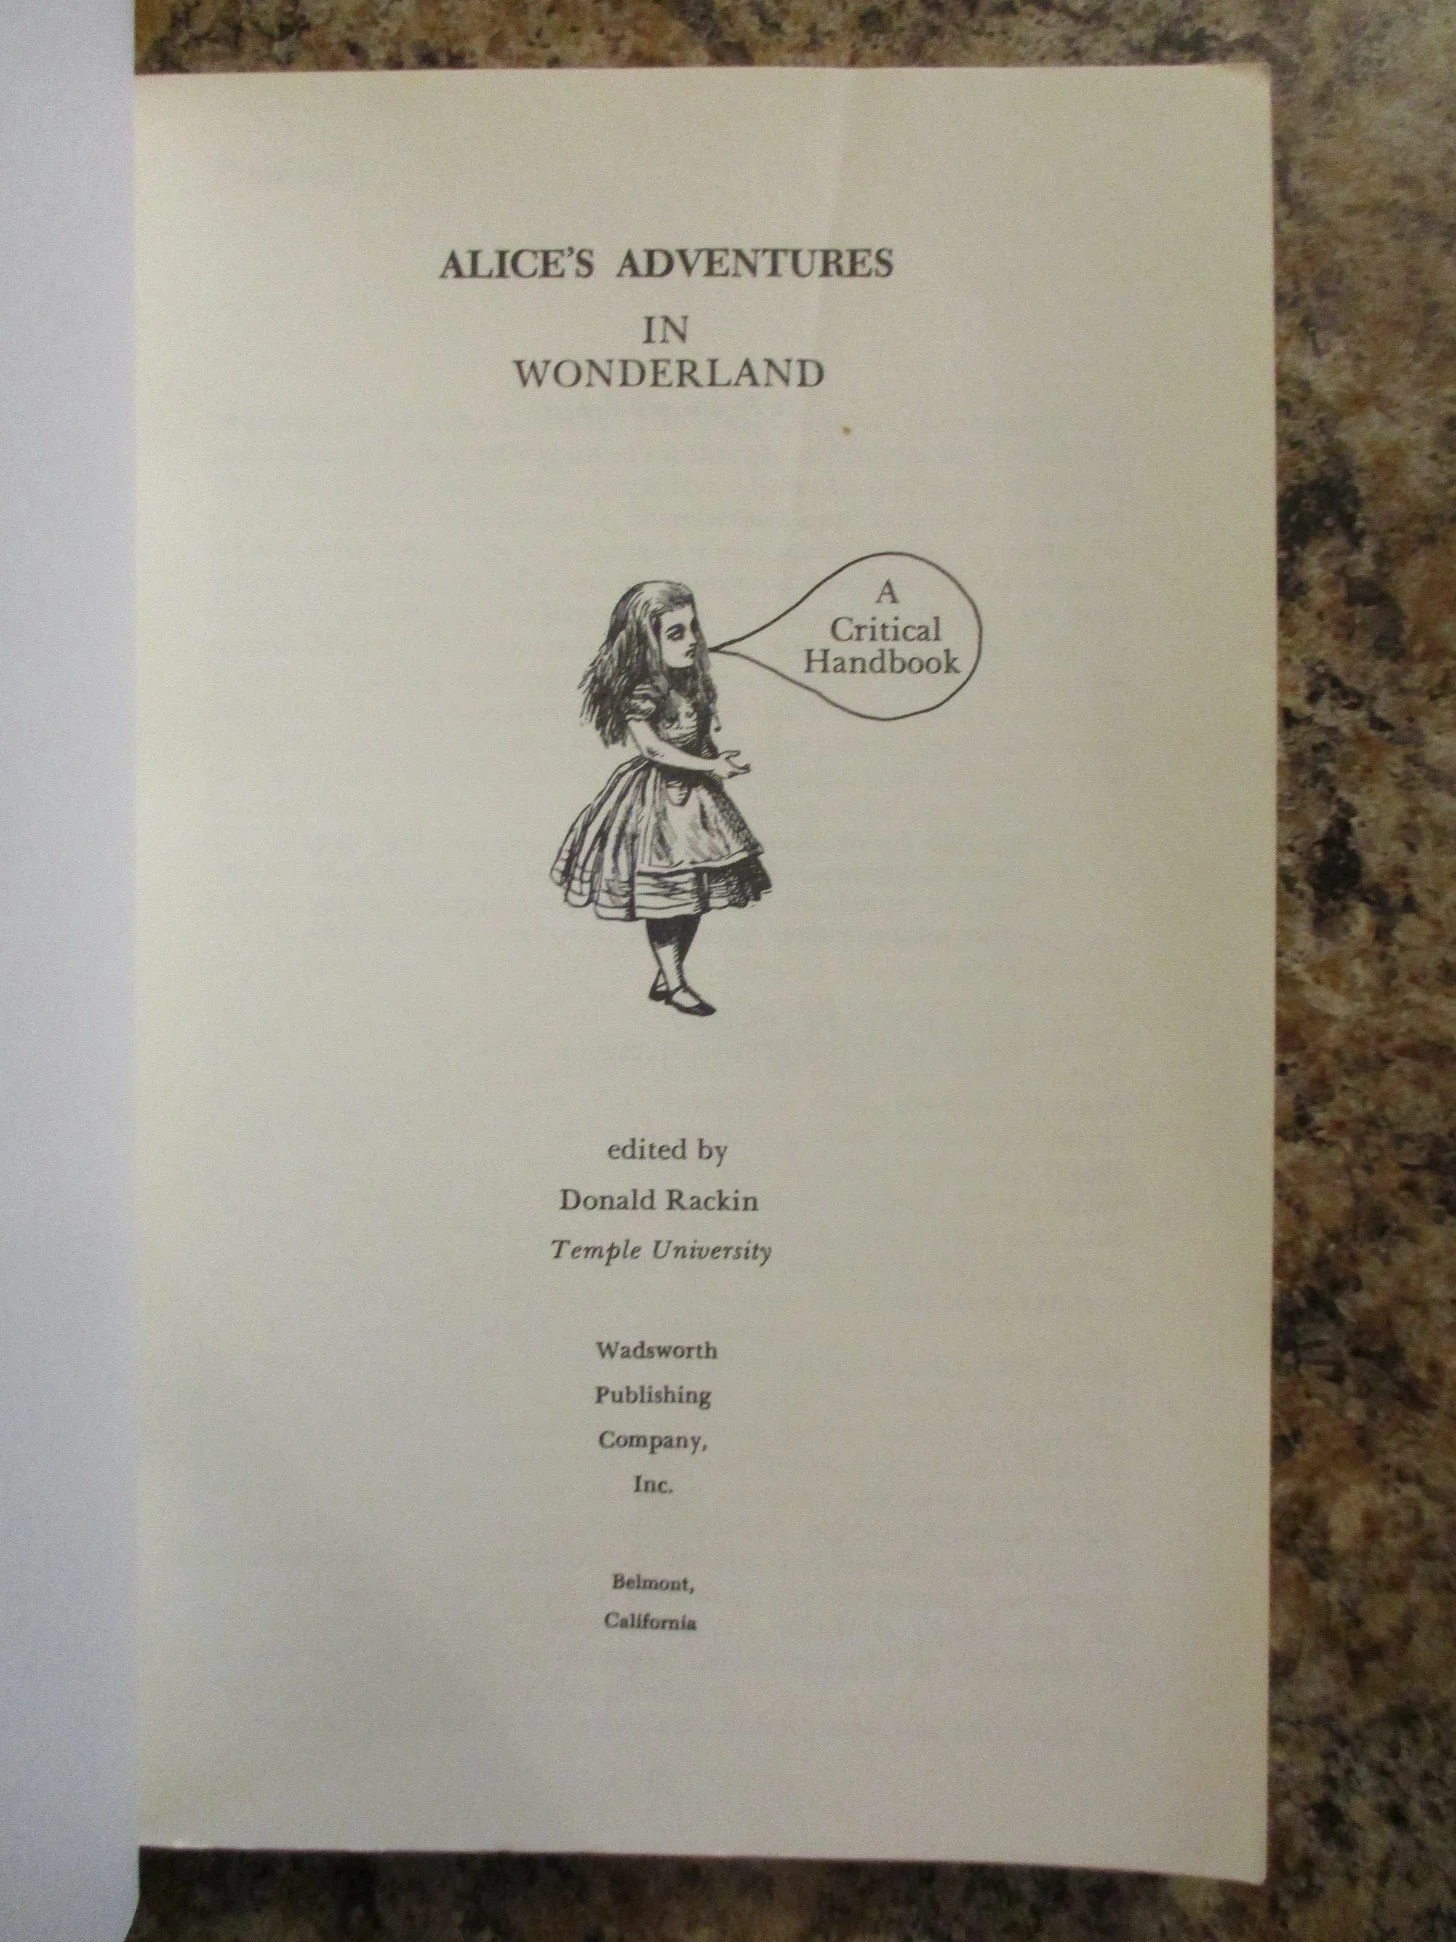 ALICE'S ADVENTURES
IN
WONDERLAND
A
Critical
Handbook
edited by
Donald Rackin
Temple University
Wadsworth
Publishing
Company,
Inc.
Belmont,
California